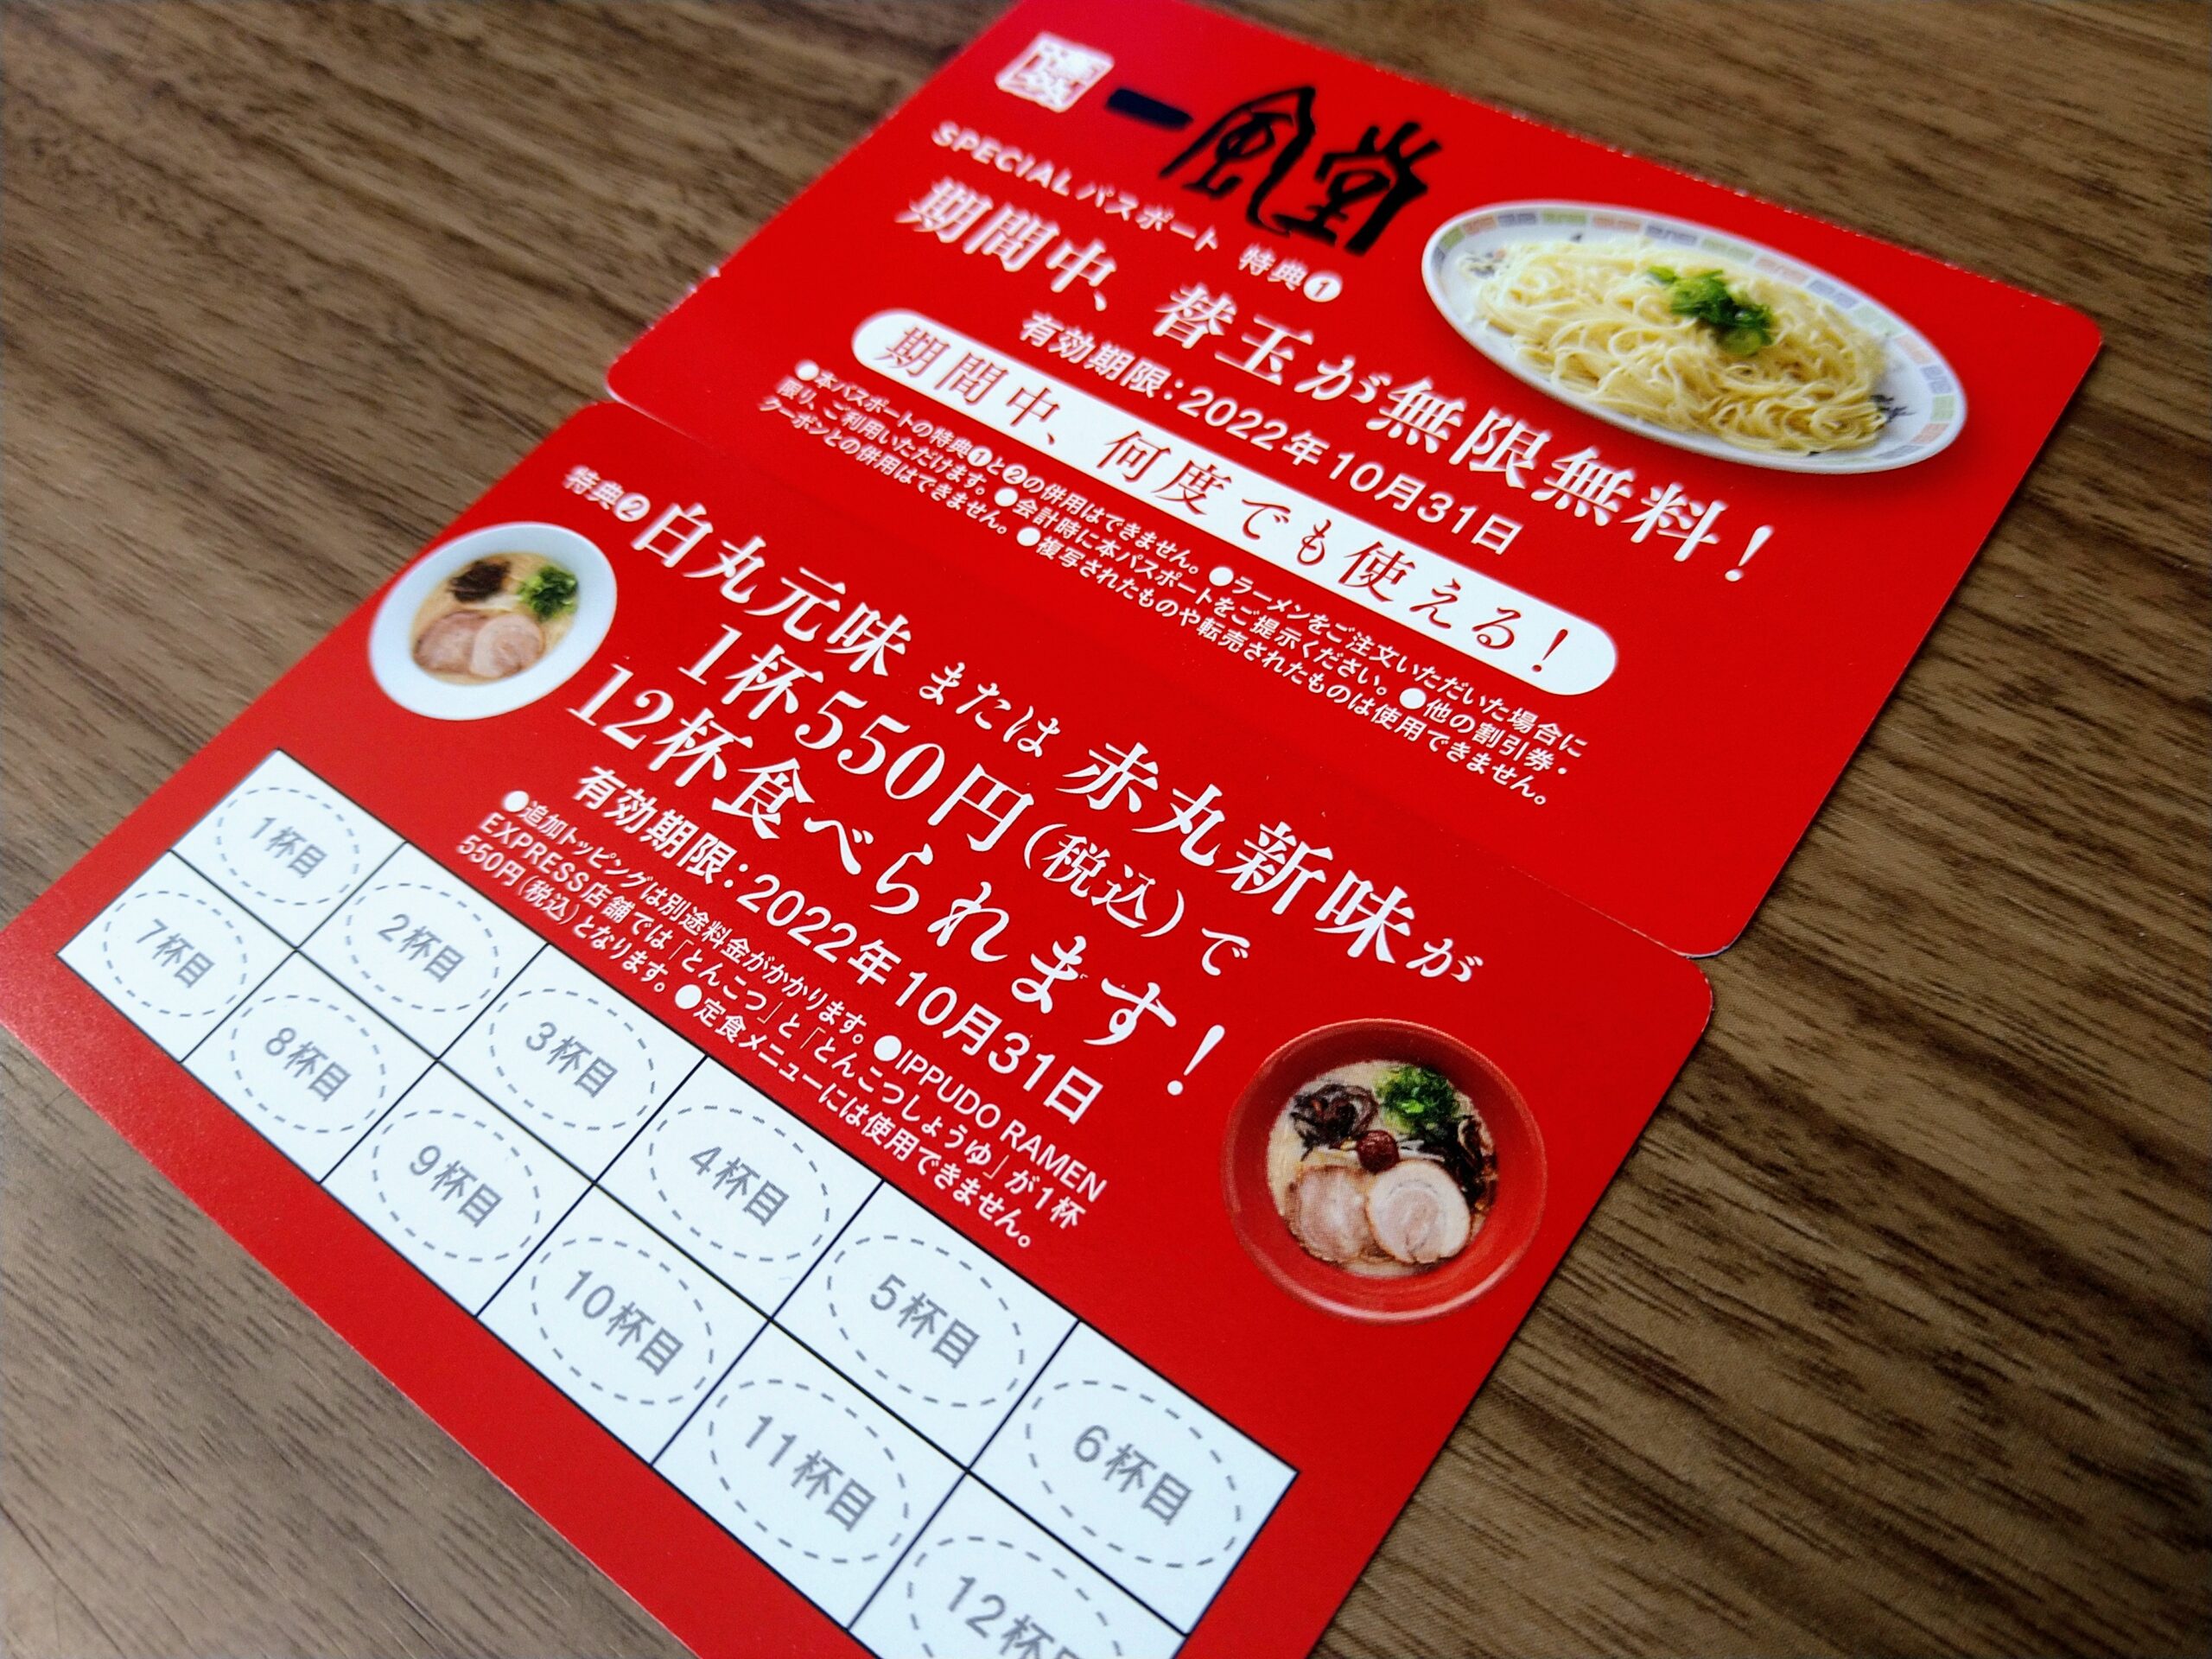 一風堂
SPECIALパスポート 特典❶
期間中、替玉が無限無料！
有効期限：2022年10月31日
期間中、何度でも使える！
●本パスポートの特典❶と❷の併用はできません。●ラーメンをご注文いただいた場合に
限り、ご利用いただけます。●会計時に本パスポートをご提示ください。●他の割引券・
クーポンとの併用はできません。●複写されたものや転売されたものは使用できません。
特典❷ 白丸元味 または 赤丸新味が
1杯550円(税込)で
12杯食べられます！
有効期限：2022年10月31日
●追加トッピングは別途料金がかかります。●IPPUDO RAMEN
EXPRESS店舗では「とんこつ」と「とんこつしょうゆ」が1杯
550円(税込)となります。●定食メニューには使用できません。
1杯目 2杯目 3杯目 4杯目 5杯目 6杯目
7杯目 8杯目 9杯目 10杯目 11杯目 12杯目